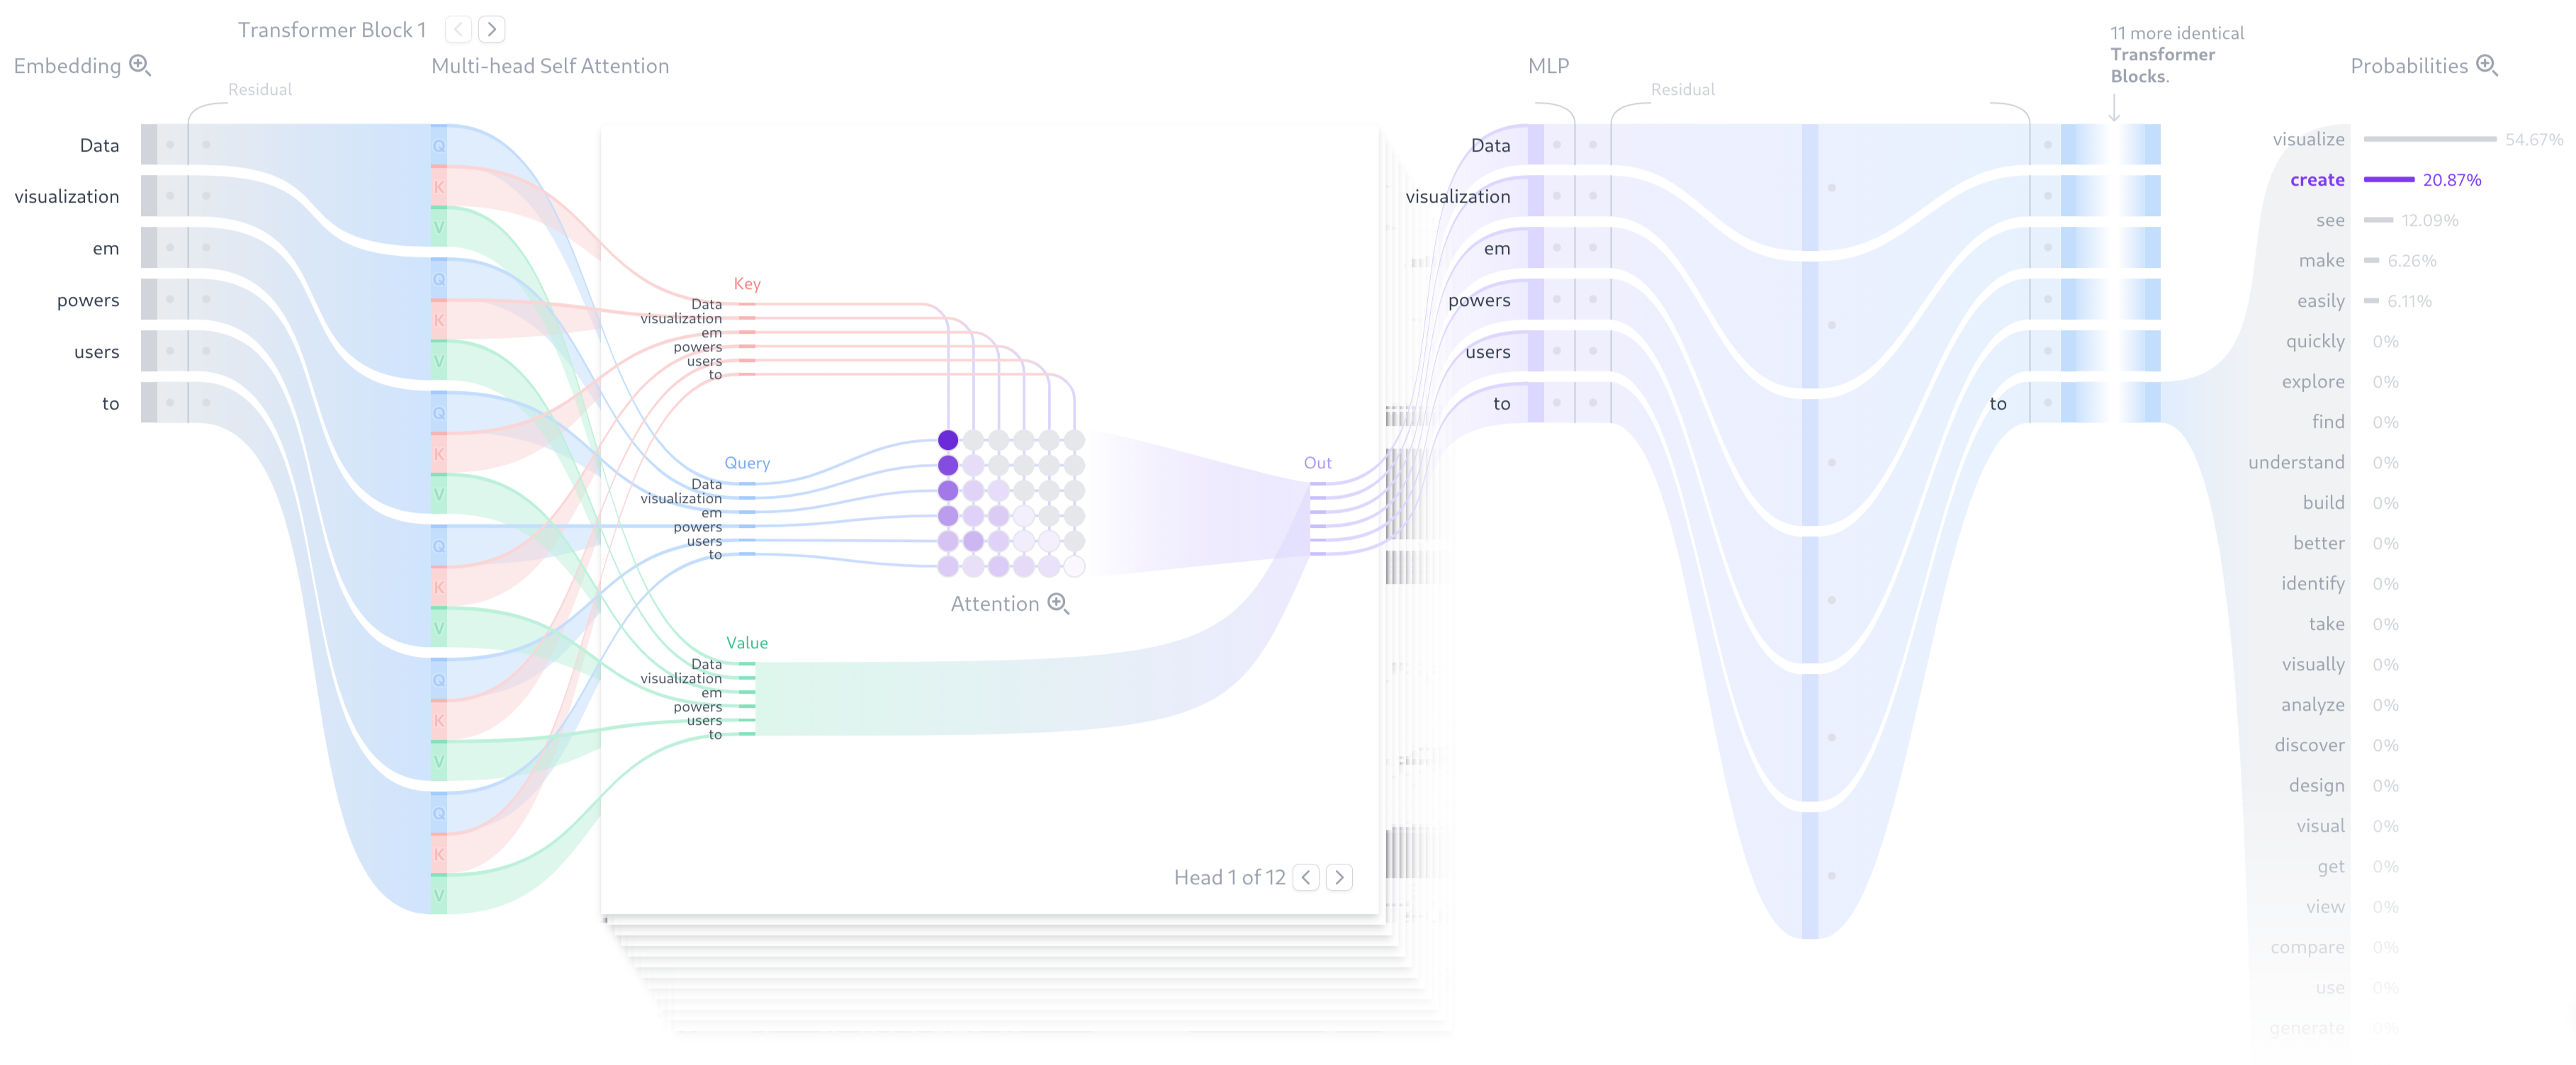 Transformer Block 1
Embedding
Residual
Multi-head Self Attention
MLP
Residual
11 more identical
Transformer
Blocks.
Probabilities
Data
visualization
em
powers
users
to
Q
K
V
Q
K
V
Q
K
V
Q
K
V
Q
K
V
Q
K
V
Key
Data
visualization
em
powers
users
to
Query
Data
visualization
em
powers
users
to
Attention
Value
Data
visualization
em
powers
users
to
Out
Head 1 of 12
Data
visualization
em
powers
users
to
to
visualize 54.67%
create 20.87%
see 12.09%
make 6.26%
easily 6.11%
quickly 0%
explore 0%
find 0%
understand 0%
build 0%
better 0%
identify 0%
take 0%
visually 0%
analyze 0%
discover 0%
design 0%
visual 0%
get 0%
view 0%
compare 0%
use 0%
generate 0%